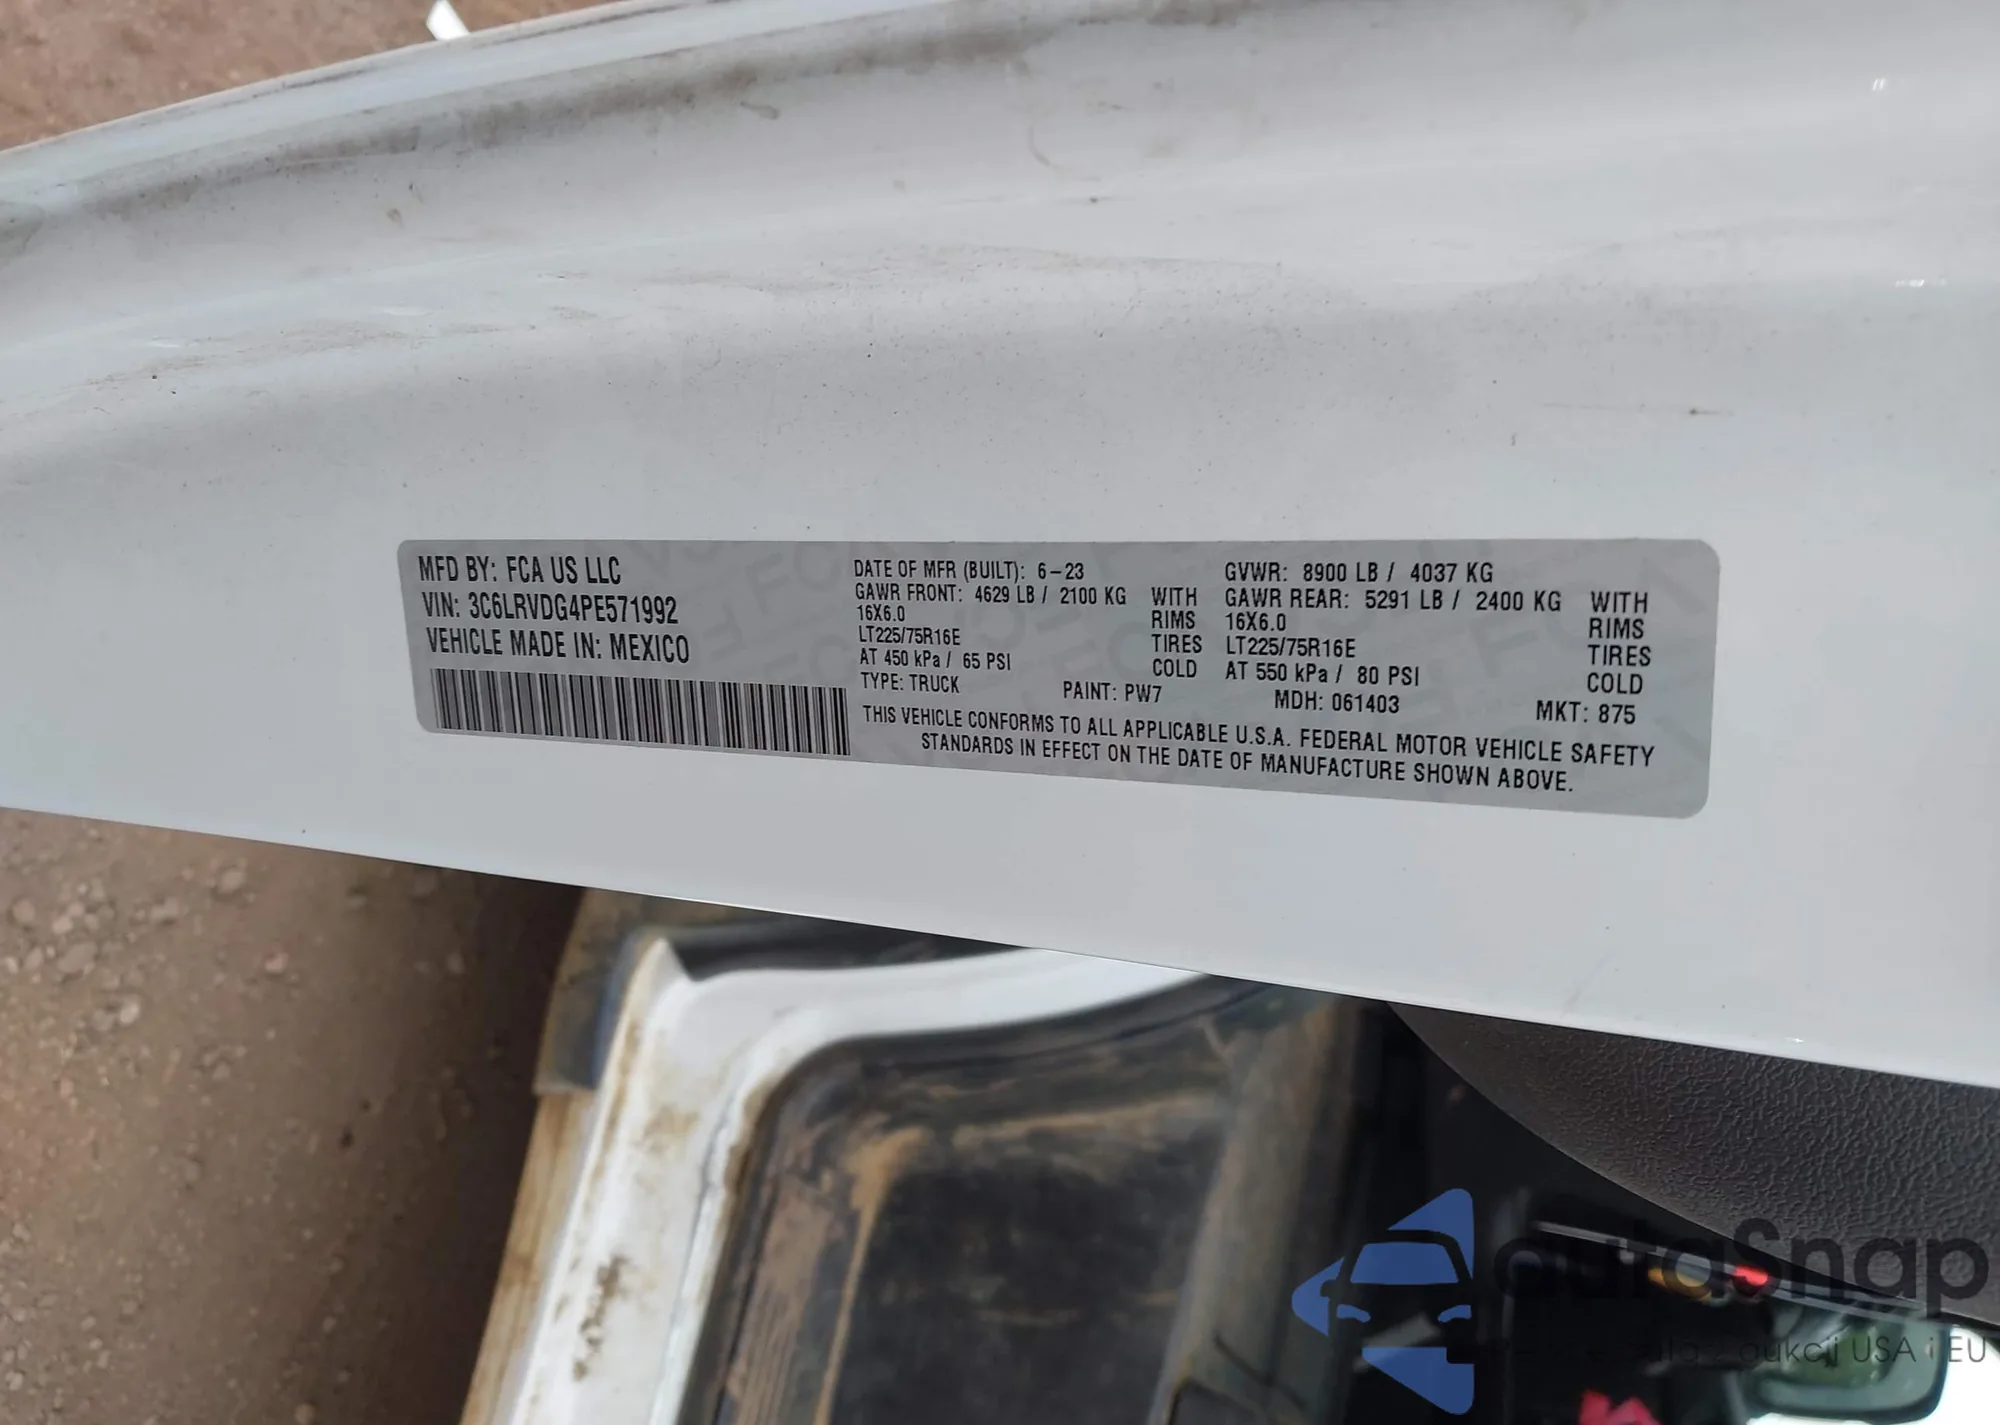 MFD BY: FCA US LLC
VIN: 3C6LRVDG4PE571992
VEHICLE MADE IN: MEXICO
DATE OF MFR (BUILT): 6-23
GAWR FRONT: 4629 LB / 2100 KG WITH
16X6.0 RIMS
LT225/75R16E TIRES
AT 450 kPa / 65 PSI COLD
GVWR: 8900 LB / 4037 KG
GAWR REAR: 5291 LB / 2400 KG WITH
16X6.0 RIMS
LT225/75R16E TIRES
AT 550 kPa / 80 PSI COLD
TYPE: TRUCK PAINT: PW7 MDH: 061403 MKT: 875
THIS VEHICLE CONFORMS TO ALL APPLICABLE U.S.A. FEDERAL MOTOR VEHICLE SAFETY
STANDARDS IN EFFECT ON THE DATE OF MANUFACTURE SHOWN ABOVE.
autaSnap
z aukcji USA i EU